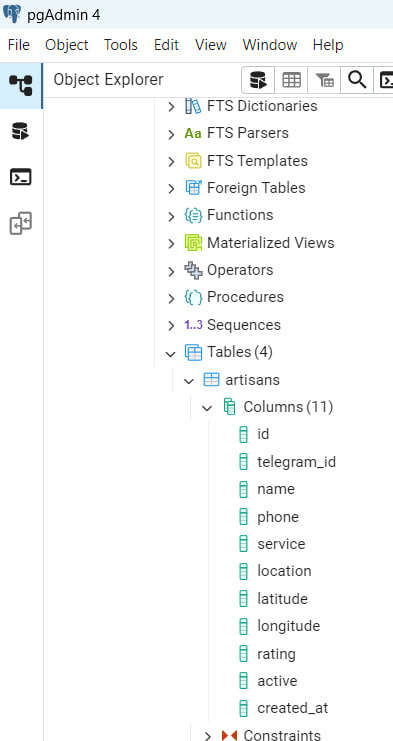 pgAdmin 4
File Object Tools Edit View Window Help
Object Explorer
FTS Dictionaries
Aa FTS Parsers
FTS Templates
Foreign Tables
Functions
Materialized Views
Operators
Procedures
1..3 Sequences
Tables (4)
artisans
Columns (11)
id
telegram_id
name
phone
service
location
latitude
longitude
rating
active
created_at
Constraints